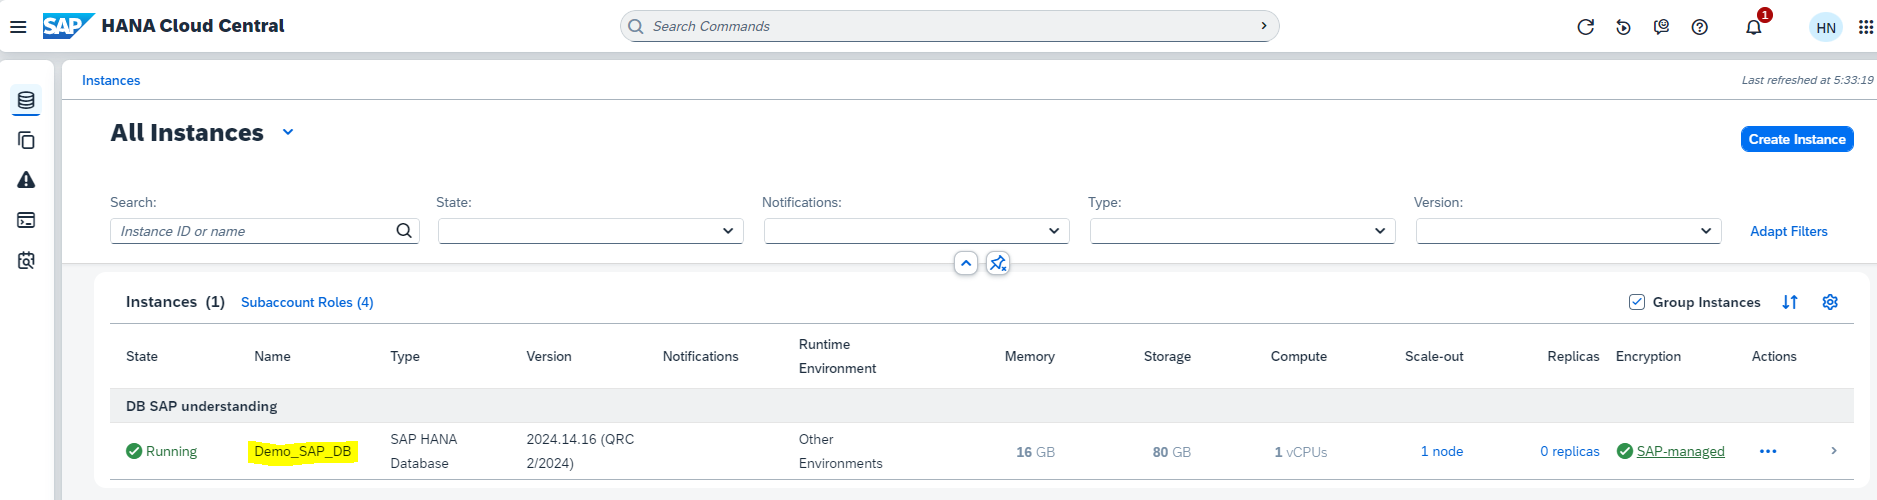 SAP HANA Cloud Central
Search Commands
1
HN
Instances
Last refreshed at 5:33:19
All Instances
Create Instance
Search:
State:
Notifications:
Type:
Version:
Instance ID or name
Adapt Filters
Instances (1)
Subaccount Roles (4)
Group Instances
State
Name
Type
Version
Notifications
Runtime
Environment
Memory
Storage
Compute
Scale-out
Replicas
Encryption
Actions
DB SAP understanding
Running
Demo_SAP_DB
SAP HANA
Database
2024.14.16 (QRC
2/2024)
Other
Environments
16 GB
80 GB
1 vCPUs
1 node
0 replicas
SAP-managed